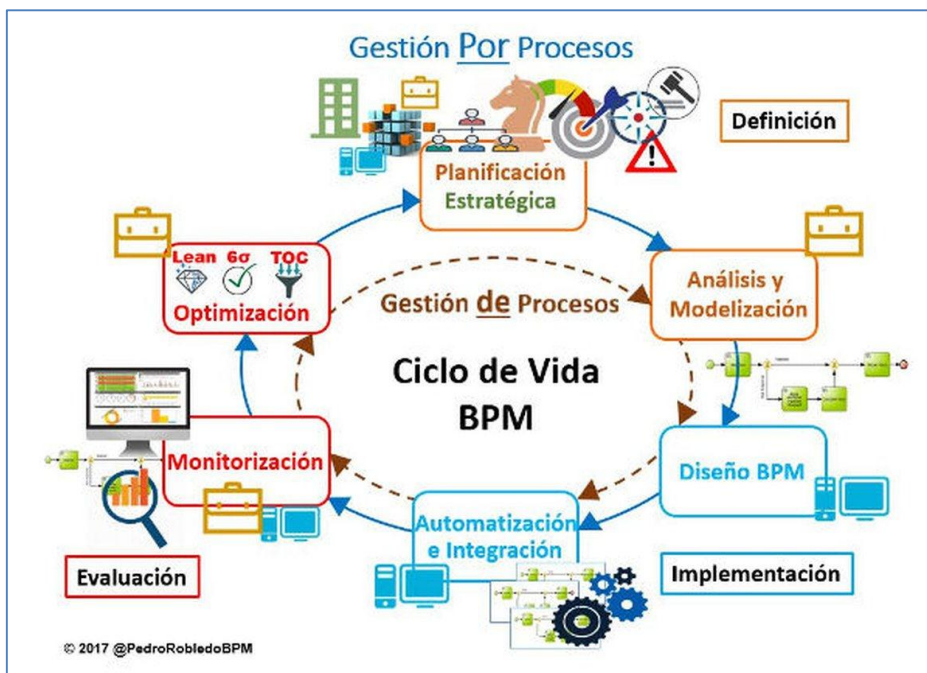 Gestión Por Procesos
Definición
Planificación
Estratégica
Análisis y
Modelización
Lean 6σ TOC
Optimización
Gestión de Procesos
Ciclo de Vida
BPM
Monitorización
Diseño BPM
Automatización
e Integración
Evaluación
Implementación
© 2017 @PedroRobledoBPM